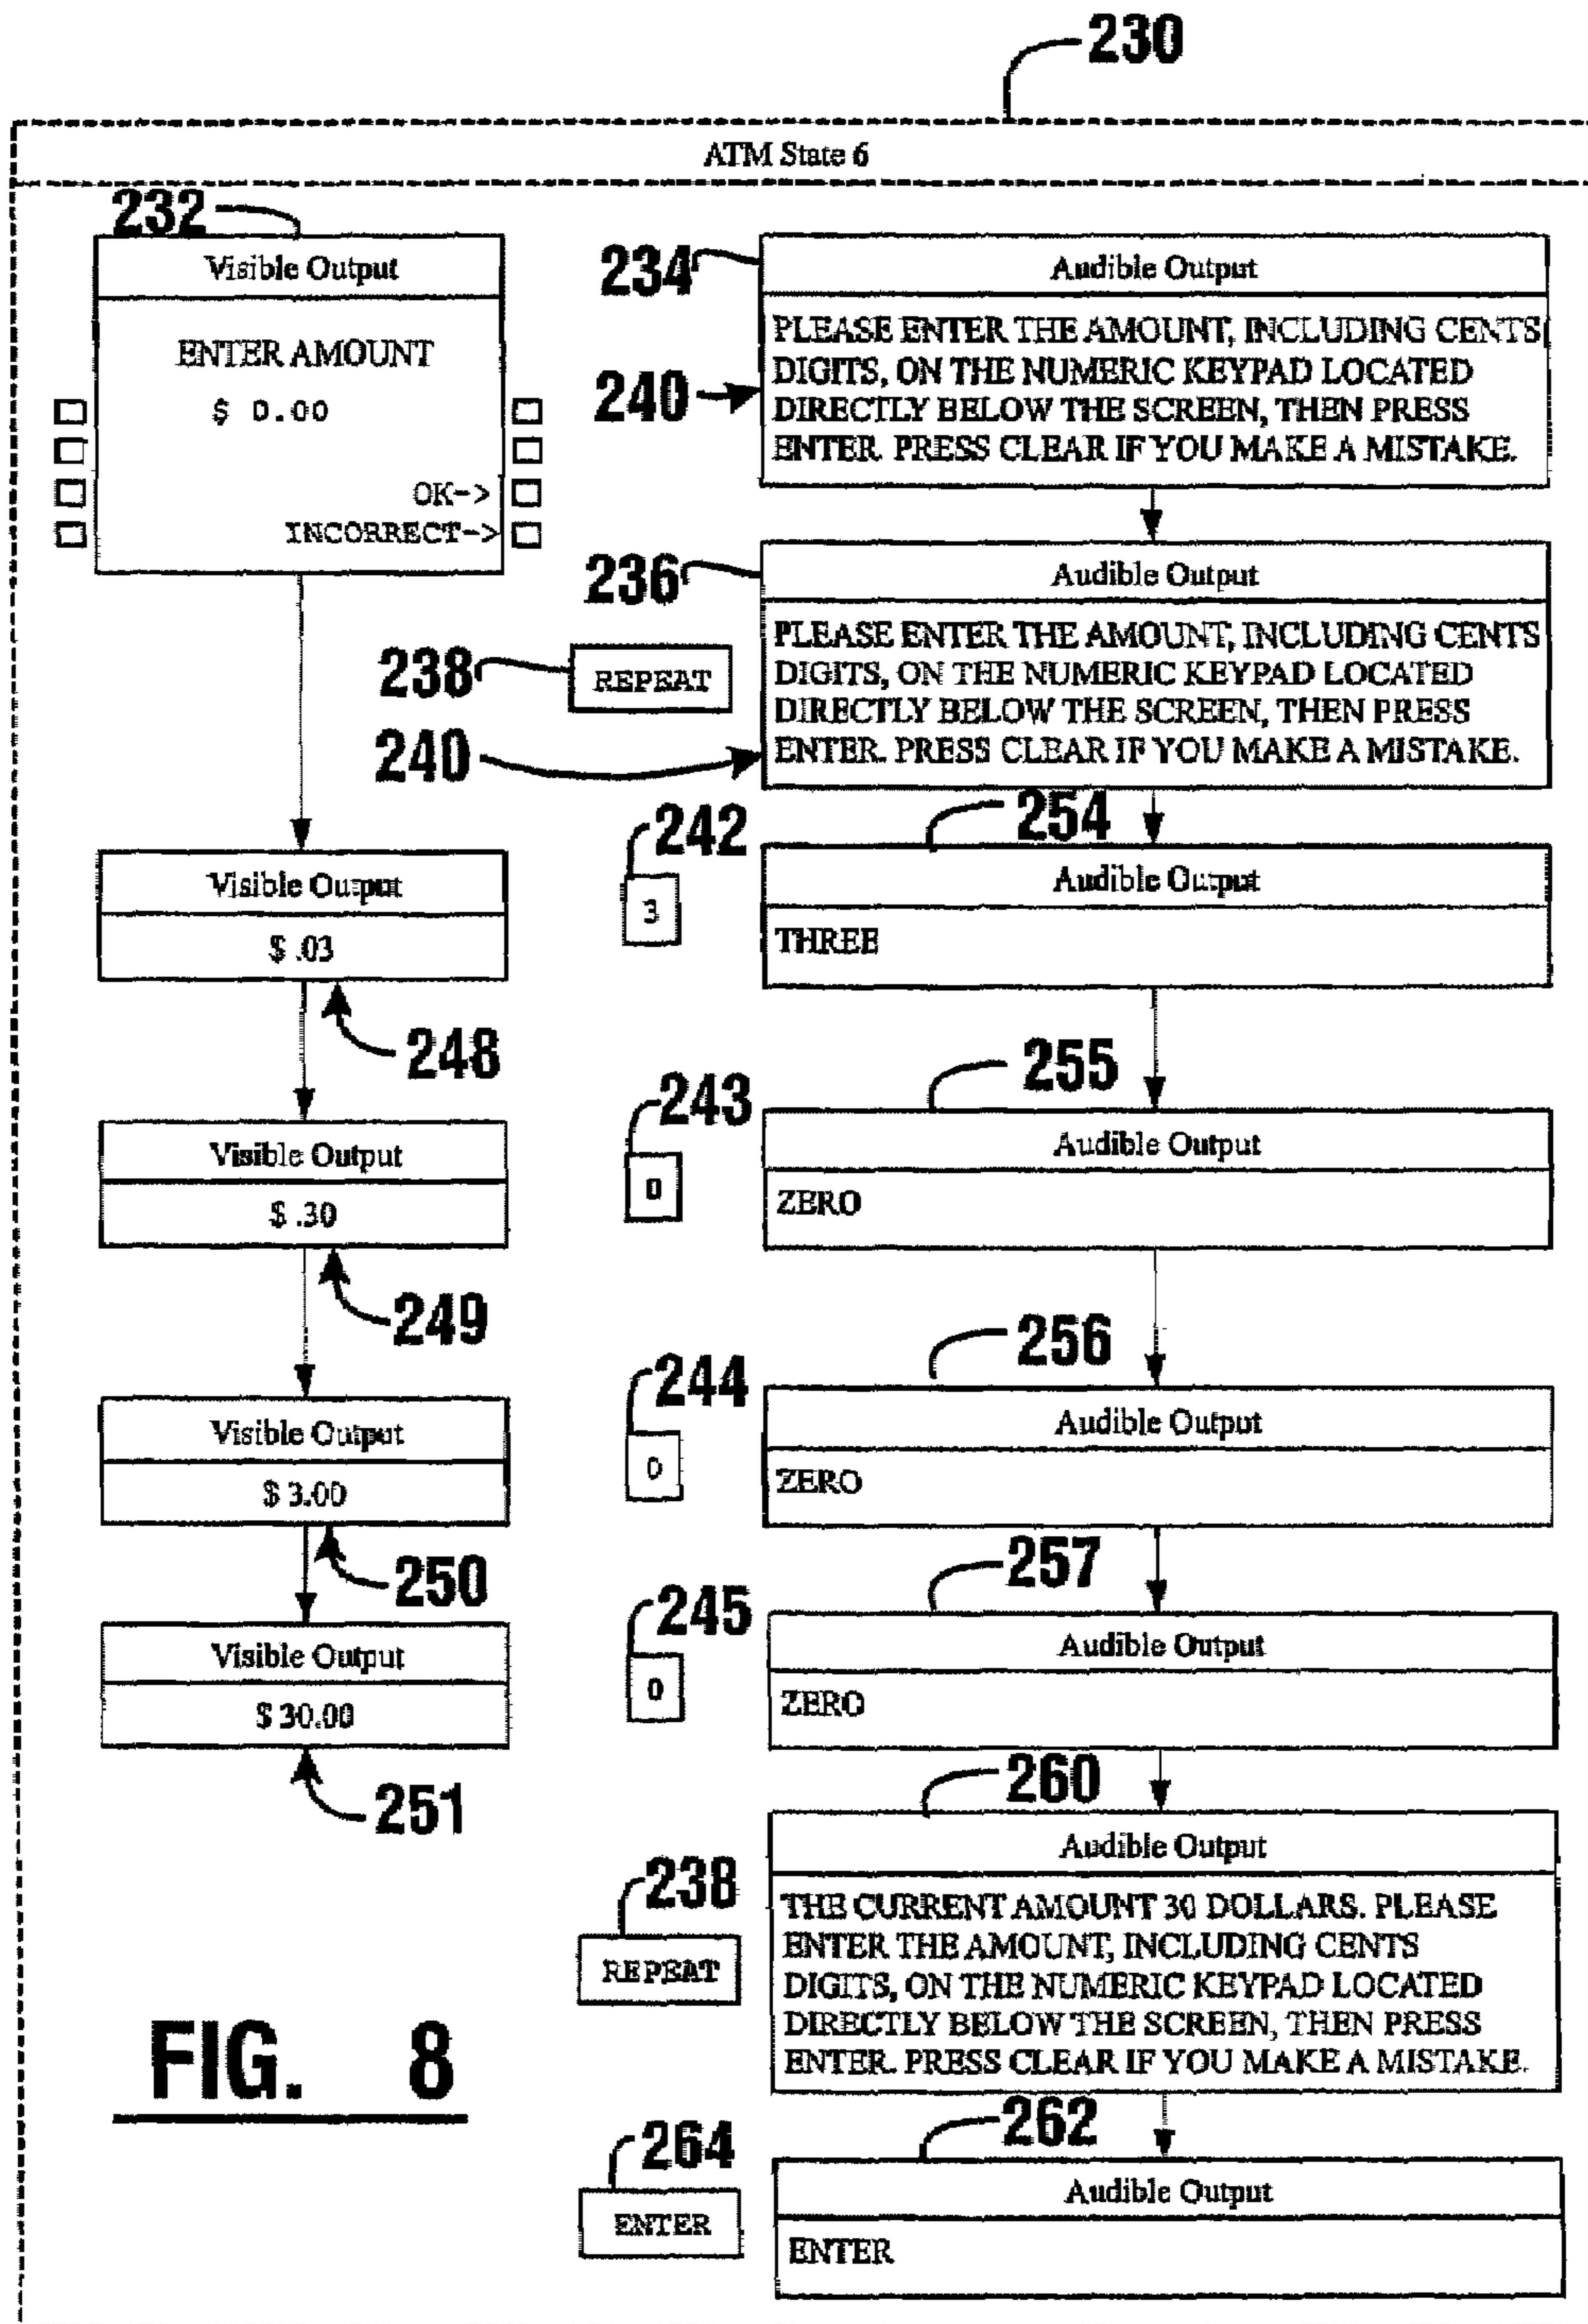 230
ATM State 6
232
Visible Output
ENTER AMOUNT
$ 0.00
OK->
INCORRECT->
234
Audible Output
PLEASE ENTER THE AMOUNT, INCLUDING CENTS
DIGITS, ON THE NUMERIC KEYPAD LOCATED
DIRECTLY BELOW THE SCREEN, THEN PRESS
ENTER. PRESS CLEAR IF YOU MAKE A MISTAKE.
240
236
Audible Output
238
REPEAT
PLEASE ENTER THE AMOUNT, INCLUDING CENTS
DIGITS, ON THE NUMERIC KEYPAD LOCATED
DIRECTLY BELOW THE SCREEN, THEN PRESS
ENTER. PRESS CLEAR IF YOU MAKE A MISTAKE.
240
Visible Output
$ .03
248
242
3
254
Audible Output
THREE
Visible Output
$ .30
249
243
0
255
Audible Output
ZERO
Visible Output
$ 3.00
250
244
0
256
Audible Output
ZERO
Visible Output
$ 30.00
251
245
0
257
Audible Output
ZERO
260
Audible Output
238
REPEAT
THE CURRENT AMOUNT 30 DOLLARS. PLEASE
ENTER THE AMOUNT, INCLUDING CENTS
DIGITS, ON THE NUMERIC KEYPAD LOCATED
DIRECTLY BELOW THE SCREEN, THEN PRESS
ENTER. PRESS CLEAR IF YOU MAKE A MISTAKE.
FIG. 8
264
ENTER
262
Audible Output
ENTER